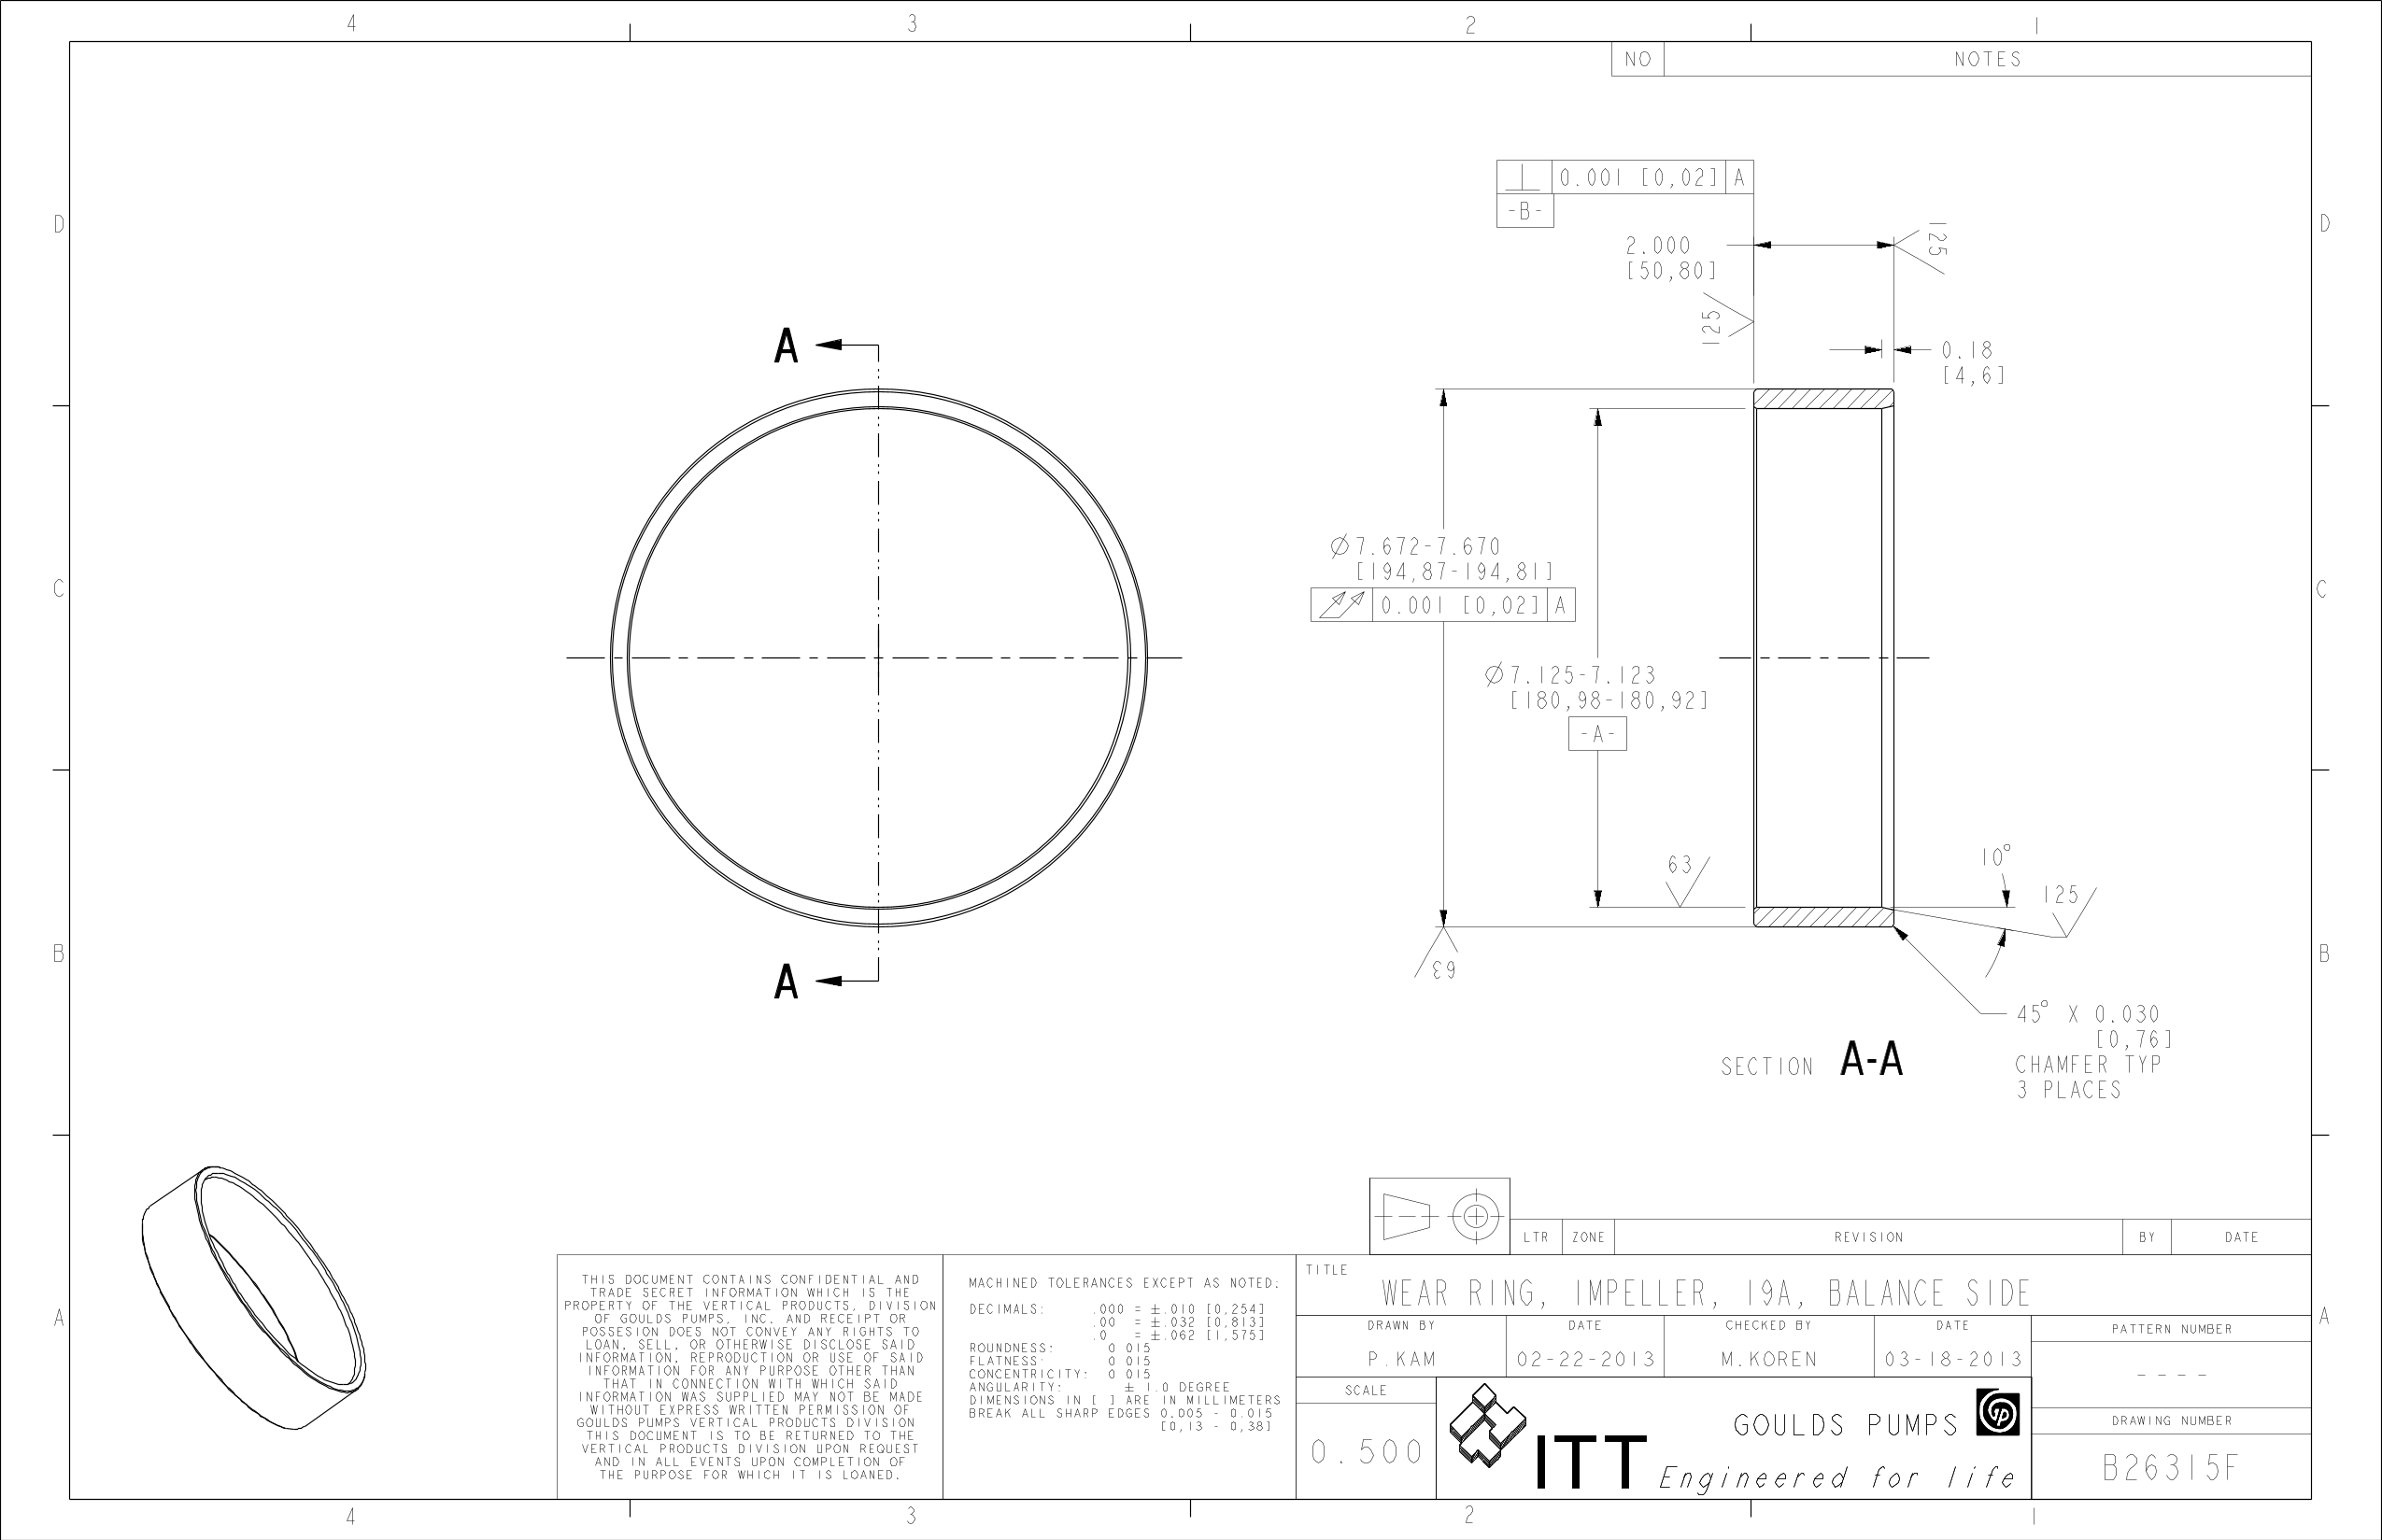 4 3 2 1
NO NOTES
D D
C C
B B
A A
0.001 [0,02] A
-B-
2.000
[50,80]
125
125
0.18
[4,6]
A
A
Ø7.672-7.670
[194,87-194,81]
0.001 [0,02] A
Ø7.125-7.123
[180,98-180,92]
-A-
63
63
10°
125
45° X 0.030
[0,76]
CHAMFER TYP
3 PLACES
SECTION A-A
LTR ZONE REVISION BY DATE
THIS DOCUMENT CONTAINS CONFIDENTIAL AND
TRADE SECRET INFORMATION WHICH IS THE
PROPERTY OF THE VERTICAL PRODUCTS, DIVISION
OF GOULDS PUMPS, INC. AND RECEIPT OR
POSSESION DOES NOT CONVEY ANY RIGHTS TO
LOAN, SELL, OR OTHERWISE DISCLOSE SAID
INFORMATION, REPRODUCTION OR USE OF SAID
INFORMATION FOR ANY PURPOSE OTHER THAN
THAT IN CONNECTION WITH WHICH SAID
INFORMATION WAS SUPPLIED MAY NOT BE MADE
WITHOUT EXPRESS WRITTEN PERMISSION OF
GOULDS PUMPS VERTICAL PRODUCTS DIVISION
THIS DOCUMENT IS TO BE RETURNED TO THE
VERTICAL PRODUCTS DIVISION UPON REQUEST
AND IN ALL EVENTS UPON COMPLETION OF
THE PURPOSE FOR WHICH IT IS LOANED.
MACHINED TOLERANCES EXCEPT AS NOTED:
DECIMALS: .000 = ±.010 [0,254]
.00 = ±.032 [0,813]
.0 = ±.062 [1,575]
ROUNDNESS: 0.015
FLATNESS: 0.015
CONCENTRICITY: 0.015
ANGULARITY: ± 1.0 DEGREE
DIMENSIONS IN [ ] ARE IN MILLIMETERS
BREAK ALL SHARP EDGES 0.005 - 0.015
[0,13 - 0,38]
TITLE
WEAR RING, IMPELLER, 19A, BALANCE SIDE
DRAWN BY DATE CHECKED BY DATE
P.KAM 02-22-2013 M.KOREN 03-18-2013
PATTERN NUMBER
----
SCALE
0.500
ITT
GOULDS PUMPS
Engineered for life
DRAWING NUMBER
B26315F
4 3 2 1